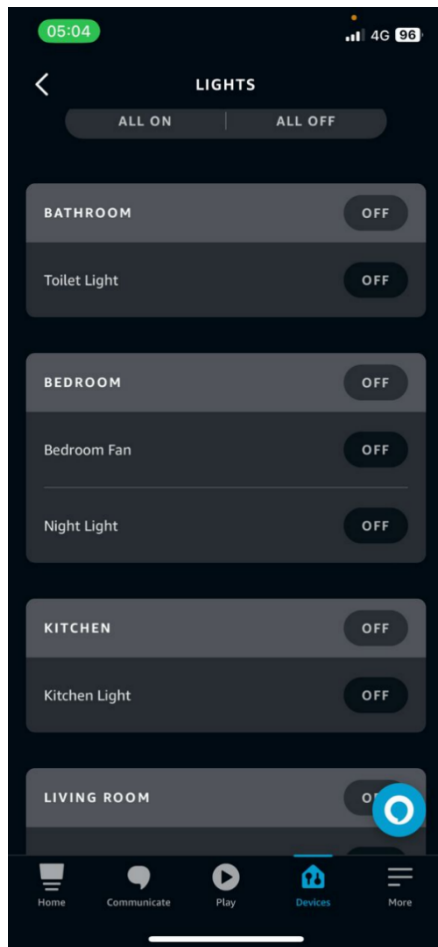 05:04 4G 96
LIGHTS
ALL ON ALL OFF
BATHROOM OFF
Toilet Light OFF
BEDROOM OFF
Bedroom Fan OFF
Night Light OFF
KITCHEN OFF
Kitchen Light OFF
LIVING ROOM
Home Communicate Play Devices More